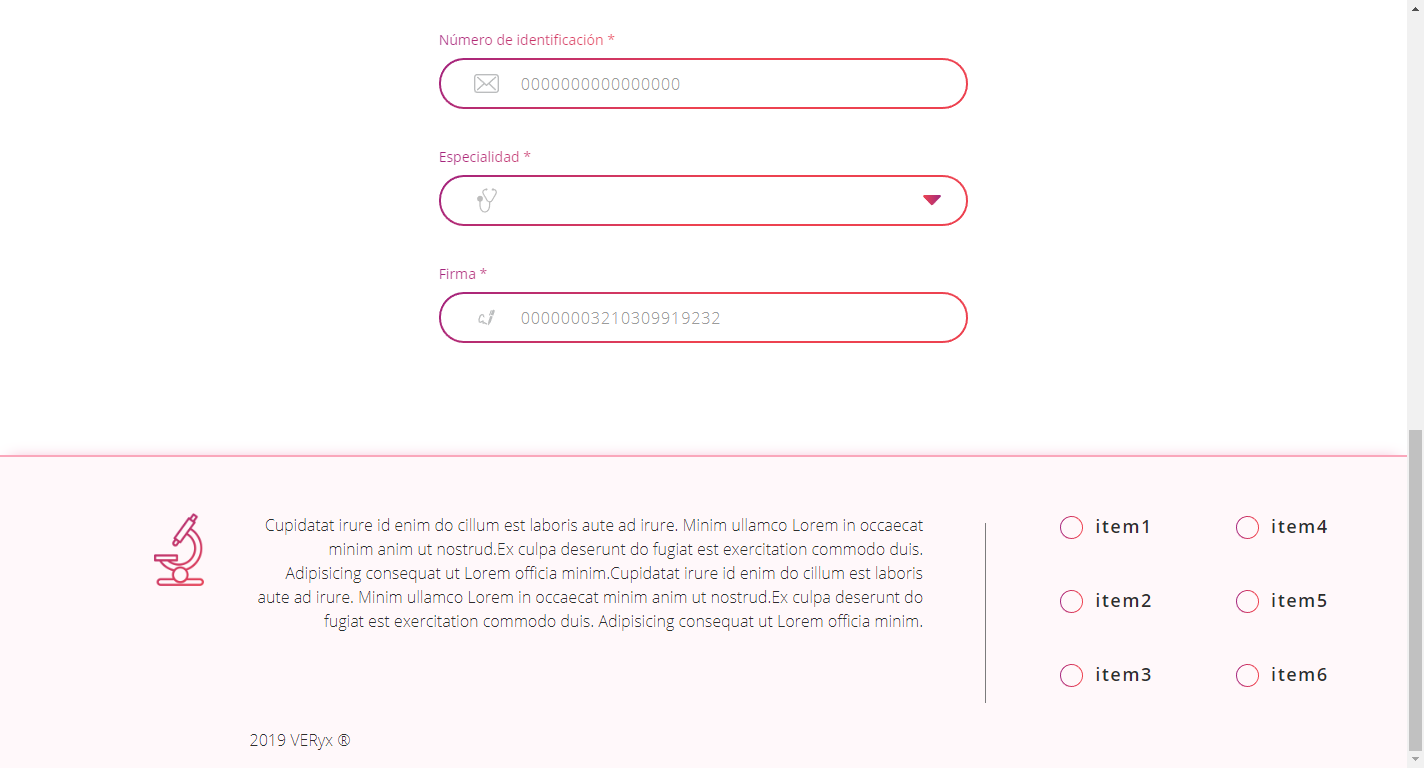 Número de identificación *
0000000000000000
Especialidad *
Firma *
00000003210309919232
Cupidatat irure id enim do cillum est laboris aute ad irure. Minim ullamco Lorem in occaecat
minim anim ut nostrud.Ex culpa deserunt do fugiat est exercitation commodo duis.
Adipisicing consequat ut Lorem officia minim.Cupidatat irure id enim do cillum est laboris
aute ad irure. Minim ullamco Lorem in occaecat minim anim ut nostrud.Ex culpa deserunt do
fugiat est exercitation commodo duis. Adipisicing consequat ut Lorem officia minim.
item1
item4
item2
item5
item3
item6
2019 VERyx ®